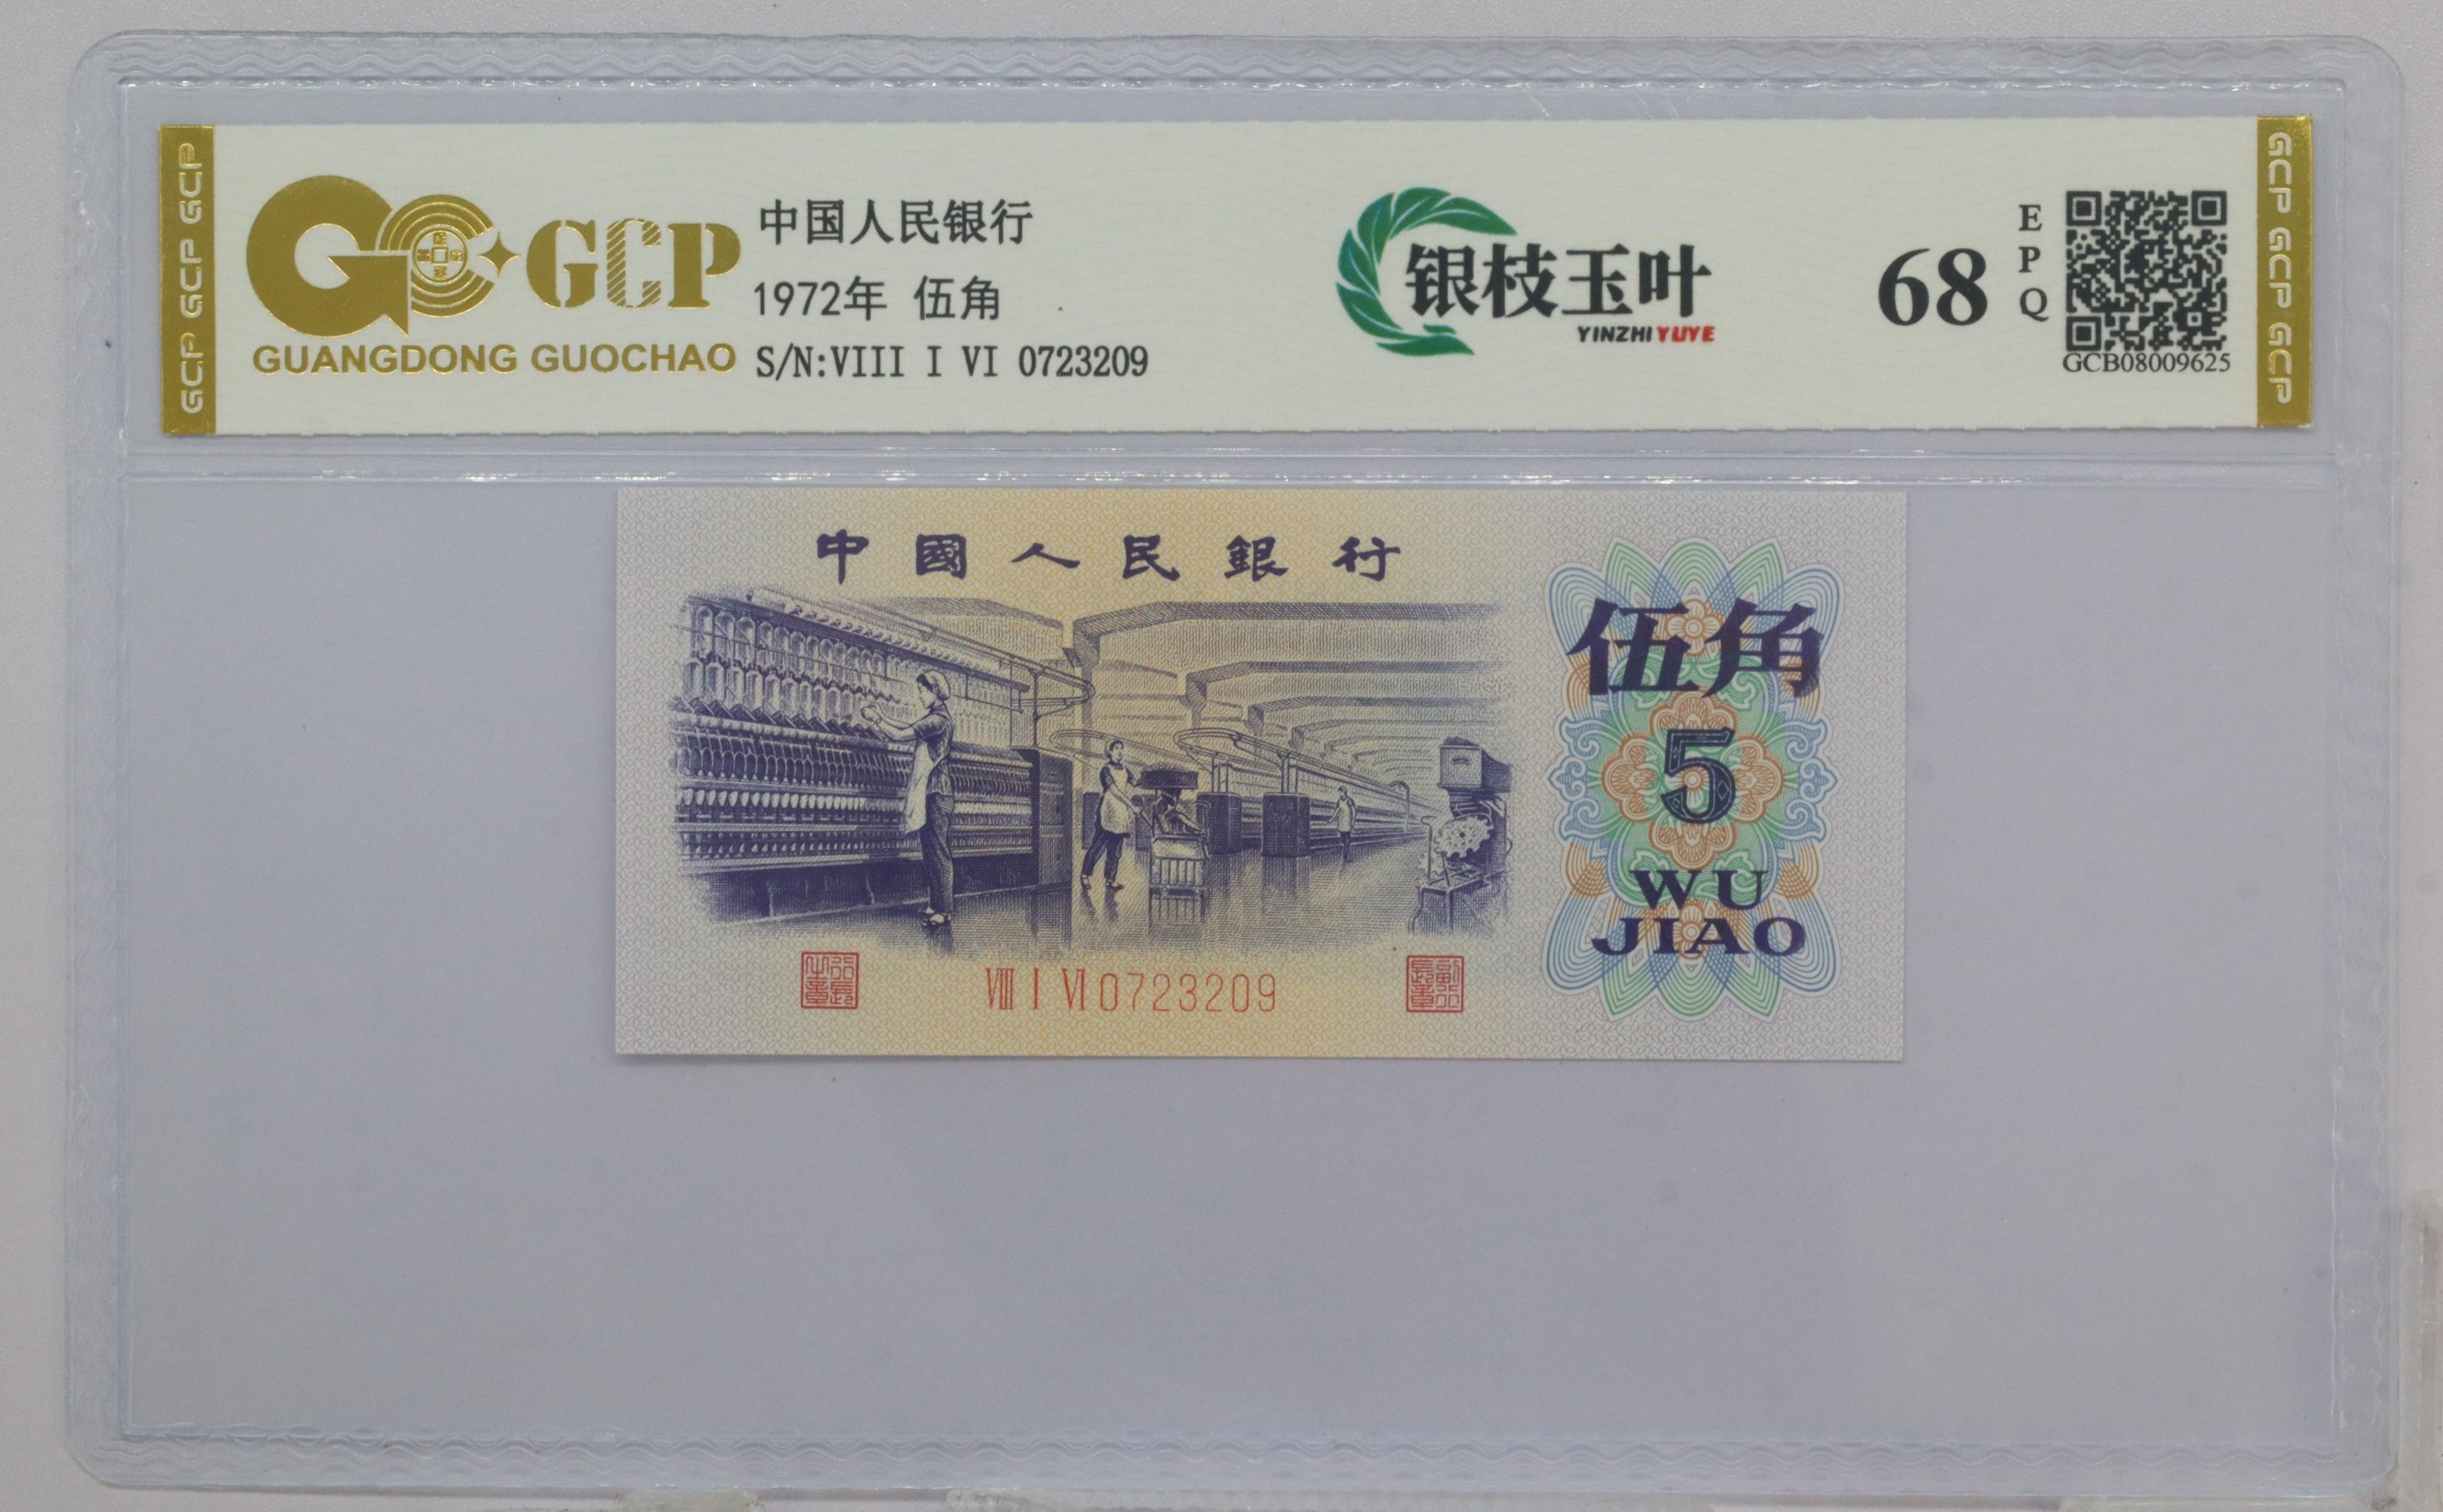 GCP GCP GCP
GCP
GUANGDONG GUOCHAO
中国人民银行
1972年 伍角
S/N:VIII I VI 0723209
银枝玉叶
YINZHIYUYE
68
EPQ
GCB08009625
GCP GCP GCP
中國人民銀行
伍角
5
WU
JIAO
VIII I VI 0723209